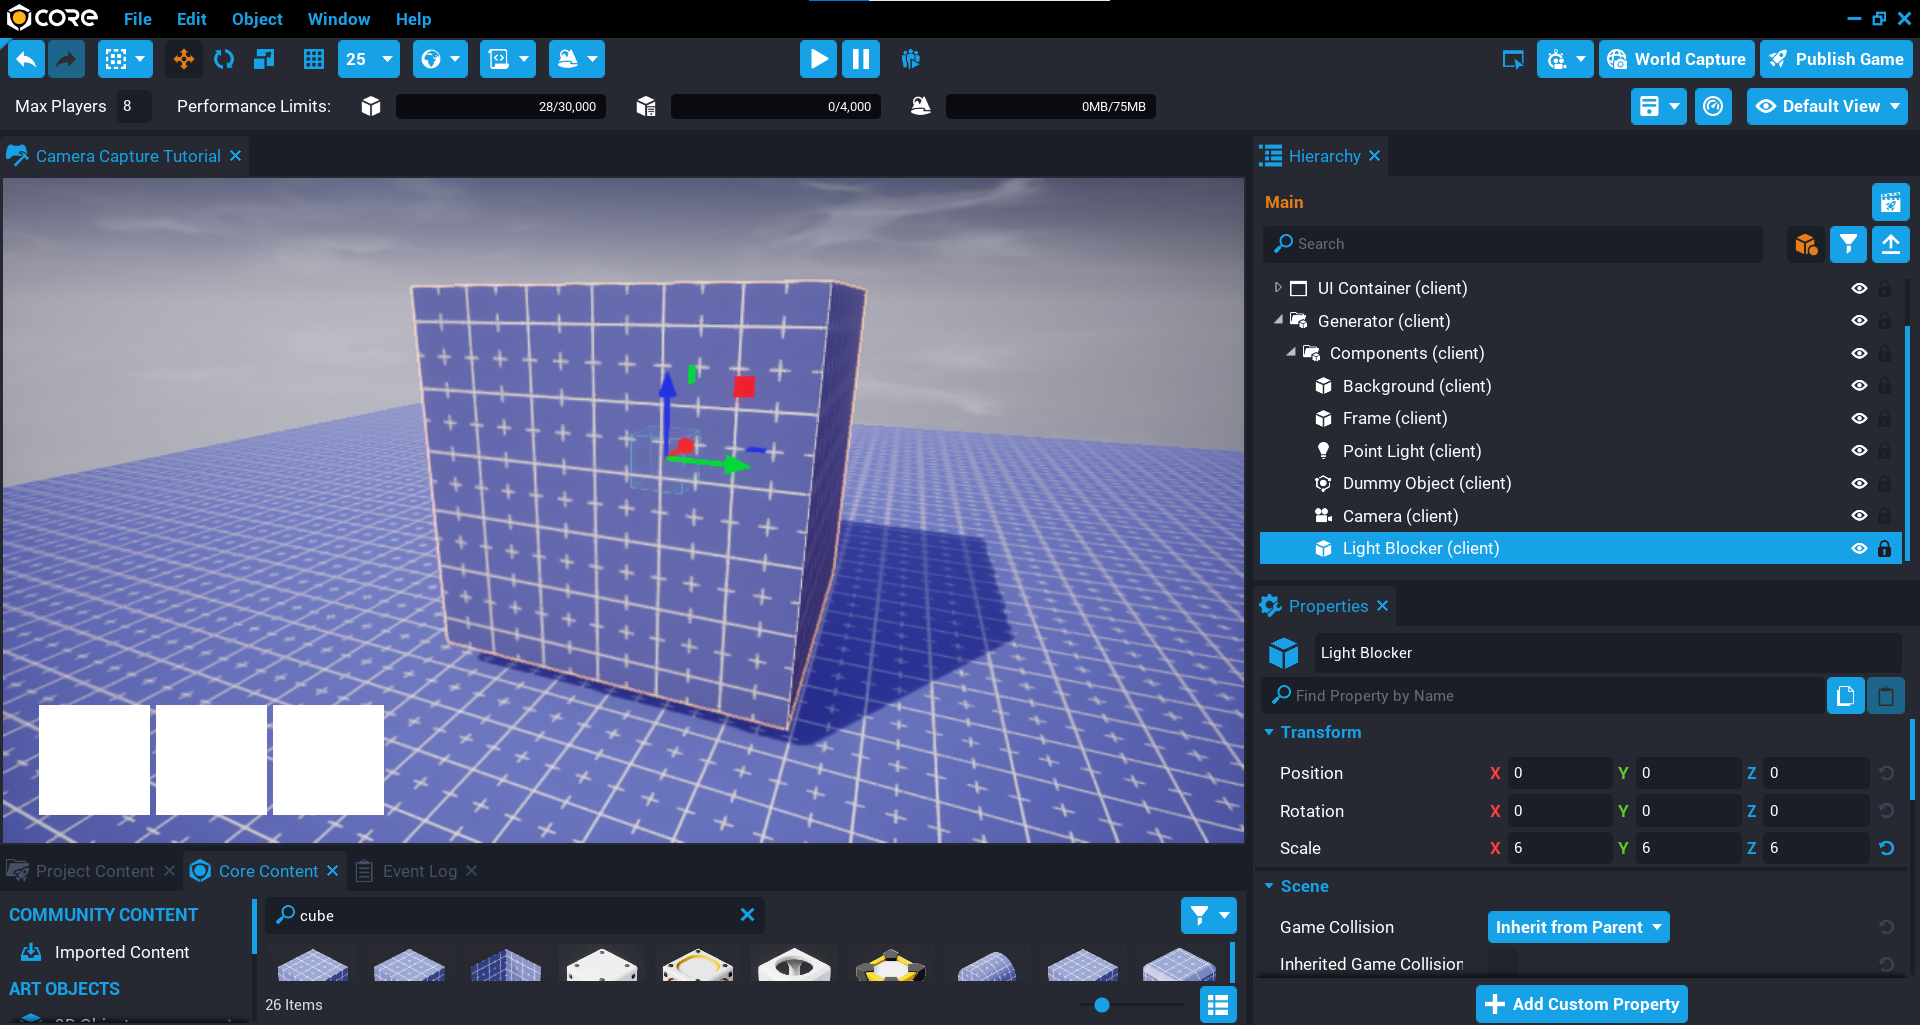 CORE File Edit Object Window Help
25 World Capture Publish Game
Max Players 8 Performance Limits: 28/30,000 0/4,000 0MB/75MB Default View
Camera Capture Tutorial
Hierarchy
Main
Search
UI Container (client)
Generator (client)
Components (client)
Background (client)
Frame (client)
Point Light (client)
Dummy Object (client)
Camera (client)
Light Blocker (client)
Properties
Light Blocker
Find Property by Name
Transform
Position X 0 Y 0 Z 0
Rotation X 0 Y 0 Z 0
Scale X 6 Y 6 Z 6
Scene
Game Collision Inherit from Parent
Inherited Game Collision
Add Custom Property
Project Content Core Content Event Log
COMMUNITY CONTENT
Imported Content
ART OBJECTS
cube
26 Items